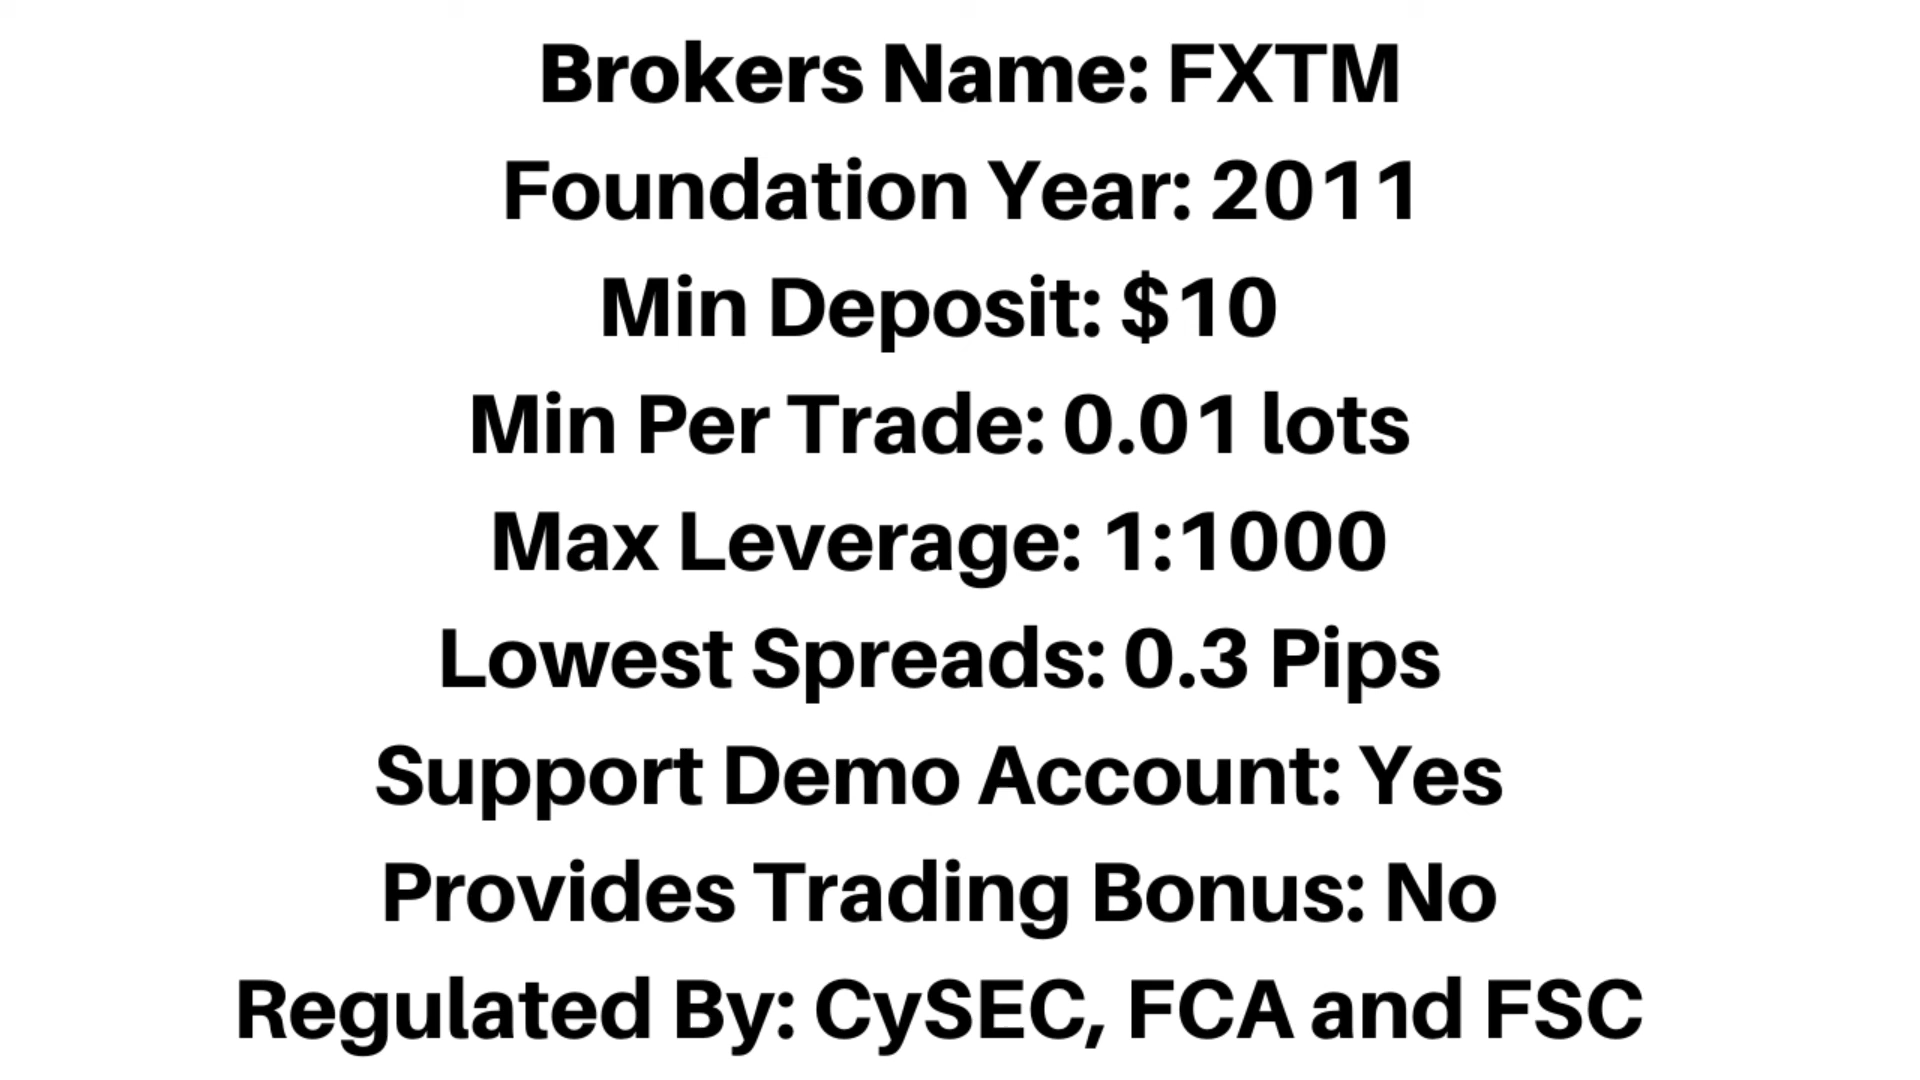 Brokers Name: FXTM
Foundation Year: 2011
Min Deposit: $10
Min Per Trade: 0.01 lots
Max Leverage: 1:1000
Lowest Spreads: 0.3 Pips
Support Demo Account: Yes
Provides Trading Bonus: No
Regulated By: CySEC, FCA and FSC